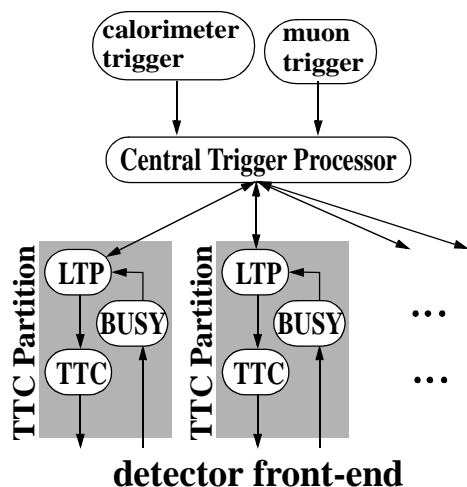 calorimeter
trigger
muon
trigger
Central Trigger Processor
TTC Partition
LTP
BUSY
TTC
TTC Partition
LTP
BUSY
TTC
...
...
detector front-end